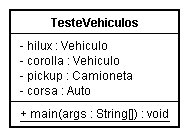 TesteVehiculos
- hilux : Vehiculo
- corolla : Vehiculo
- pickup : Camioneta
- corsa : Auto
+ main(args : String[]) : void